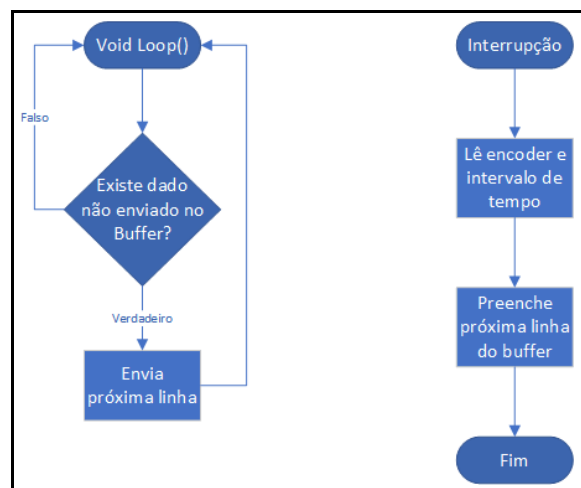 Void Loop()
Falso
Existe dado
não enviado no
Buffer?
Verdadeiro
Envia
próxima linha
Interrupção
Lê encoder e
intervalo de
tempo
Preenche
próxima linha
do buffer
Fim